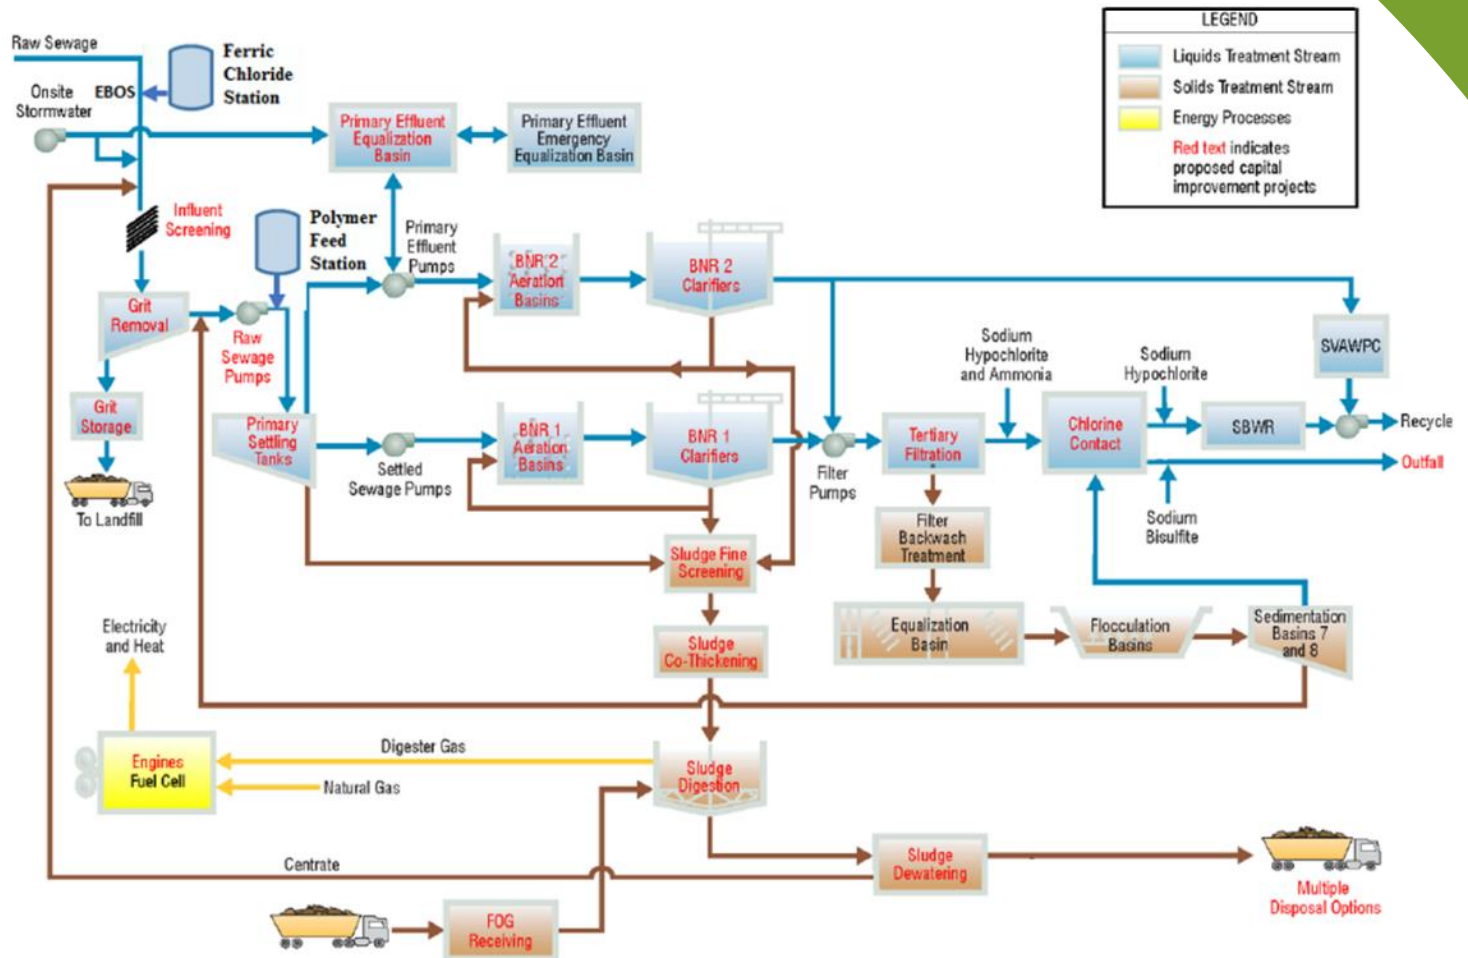 LEGEND
Liquids Treatment Stream
Solids Treatment Stream
Energy Processes
Red text indicates
proposed capital
improvement projects
Raw Sewage
Ferric
Chloride
Station
EBOS
Onsite
Stormwater
Primary Effluent
Equalization
Basin
Primary Effluent
Emergency
Equalization Basin
Influent
Screening
Polymer
Feed
Station
Primary
Effluent
Pumps
BNR 2
Aeration
Basins
BNR 2
Clarifiers
Grit
Removal
Raw
Sewage
Pumps
Sodium
Hypochlorite
and Ammonia
Sodium
Hypochlorite
SVAWPC
Grit
Storage
Primary
Settling
Tanks
Settled
Sewage Pumps
BNR 1
Aeration
Basins
BNR 1
Clarifiers
Filter
Pumps
Tertiary
Filtration
Chlorine
Contact
SBWR
Recycle
Outfall
To Landfill
Sodium
Bisulfite
Filter
Backwash
Treatment
Sludge Fine
Screening
Electricity
and Heat
Sludge
Co-Thickening
Equalization
Basin
Flocculation
Basins
Sedimentation
Basins 7
and 8
Engines
Fuel Cell
Digester Gas
Natural Gas
Sludge
Digestion
Centrate
Sludge
Dewatering
Multiple
Disposal Options
FOG
Receiving